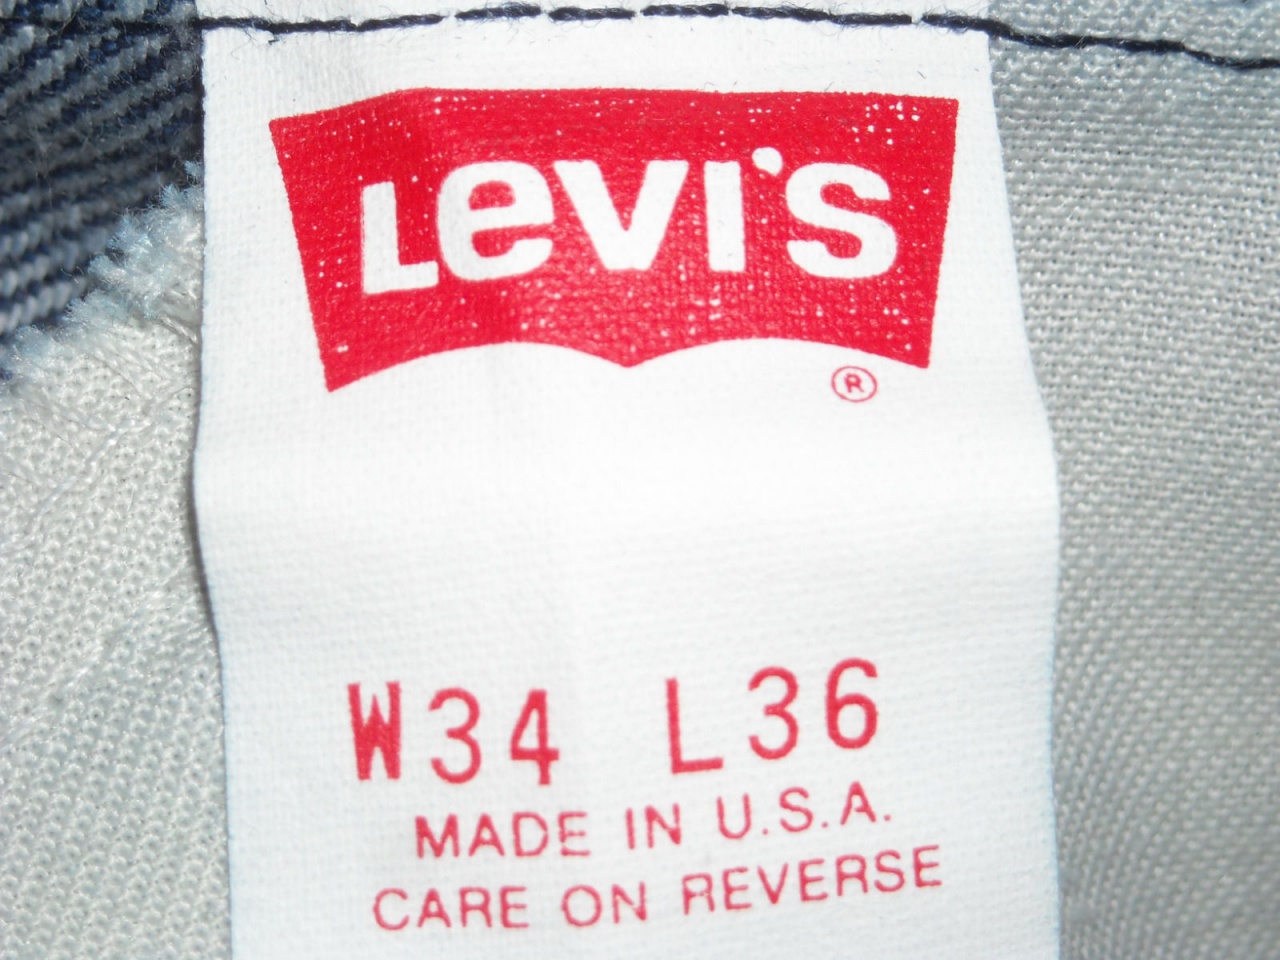 Levi's
®
W34 L36
MADE IN U.S.A.
CARE ON REVERSE